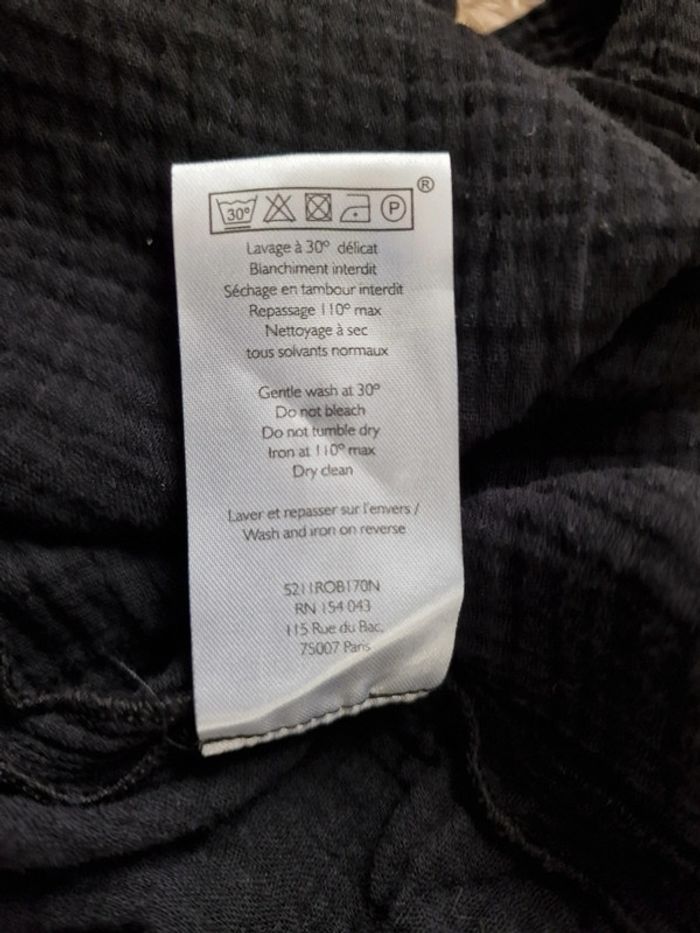 30° P ®
Lavage à 30° délicat
Blanchiment interdit
Séchage en tambour interdit
Repassage 110° max
Nettoyage à sec
tous solvants normaux
Gentle wash at 30°
Do not bleach
Do not tumble dry
Iron at 110° max
Dry clean
Laver et repasser sur l'envers /
Wash and iron on reverse
S211ROB170N
RN 154 043
115 Rue du Bac,
75007 Paris